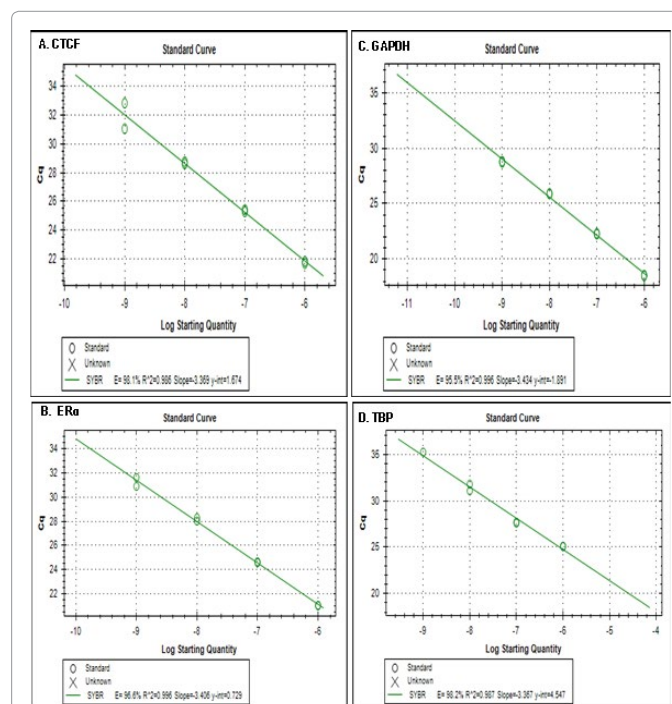 A. CTCF
Standard Curve
34
32
30
28
26
24
22
Cq
-10 -9 -8 -7 -6
Log Starting Quantity
Standard
Unknown
SYBR E= 98.1% R^2=0.986 Slope=-3.369 y-int=1.674
C. GAPDH
Standard Curve
35
30
25
20
Cq
-11 -10 -9 -8 -7 -6
Log Starting Quantity
Standard
Unknown
SYBR E= 95.5% R^2=0.996 Slope=-3.434 y-int=-1.891
B. ERα
Standard Curve
34
32
30
28
26
24
22
Cq
-10 -9 -8 -7 -6
Log Starting Quantity
Standard
Unknown
SYBR E= 96.6% R^2=0.996 Slope=-3.406 y-int=0.729
D. TBP
Standard Curve
35
30
25
20
Cq
-9 -8 -7 -6 -5 -4
Log Starting Quantity
Standard
Unknown
SYBR E= 98.2% R^2=0.987 Slope=-3.367 y-int=4.547